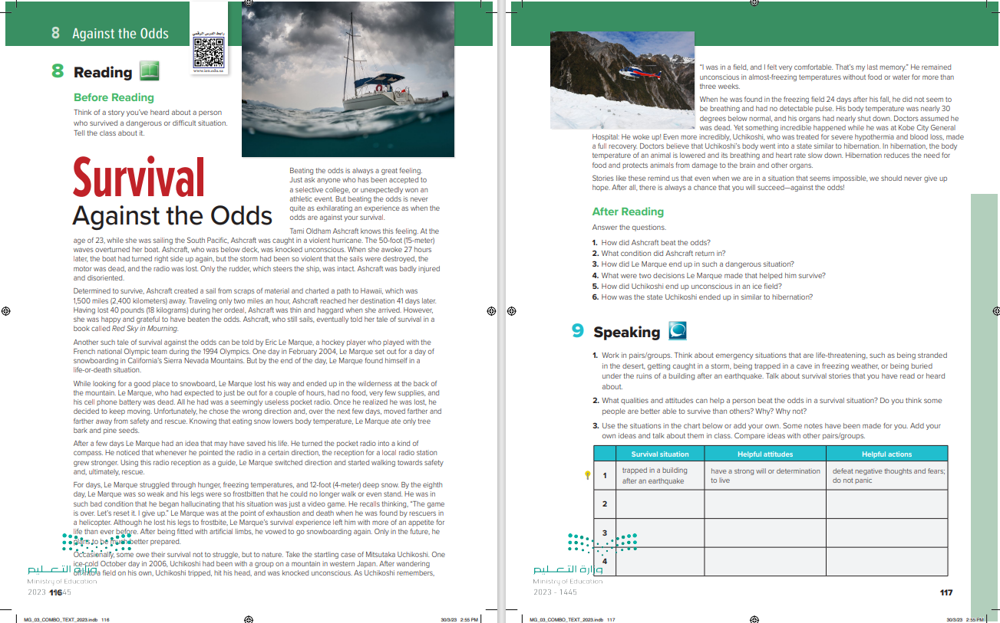 8 Against the Odds
رابط الدرس الرقمي
www.ien.edu.sa
8 Reading
Before Reading
Think of a story you've heard about a person
who survived a dangerous or difficult situation.
Tell the class about it.
Survival
Against the Odds
Beating the odds is always a great feeling.
Just ask anyone who has been accepted to
a selective college, or unexpectedly won an
athletic event. But beating the odds is never
quite as exhilarating an experience as when the
odds are against your survival.
Tami Oldham Ashcraft knows this feeling. At the
age of 23, while she was sailing the South Pacific, Ashcraft was caught in a violent hurricane. The 50-foot (15-meter)
waves overturned her boat. Ashcraft, who was below deck, was knocked unconscious. When she awoke 27 hours
later, the boat had turned right side up again, but the storm had been so violent that the sails were destroyed, the
motor was dead, and the radio was lost. Only the rudder, which steers the ship, was intact. Ashcraft was badly injured
and disoriented.
Determined to survive, Ashcraft created a sail from scraps of material and charted a path to Hawaii, which was
1,500 miles (2,400 kilometers) away. Traveling only two miles an hour, Ashcraft reached her destination 41 days later.
Having lost 40 pounds (18 kilograms) during her ordeal, Ashcraft was thin and haggard when she arrived. However,
she was happy and grateful to have beaten the odds. Ashcraft, who still sails, eventually told her tale of survival in a
book called Red Sky in Mourning.
Another such tale of survival against the odds can be told by Eric Le Marque, a hockey player who played with the
French national Olympic team during the 1994 Olympics. One day in February 2004, Le Marque set out for a day of
snowboarding in California's Sierra Nevada Mountains. But by the end of the day, Le Marque found himself in a
life-or-death situation.
While looking for a good place to snowboard, Le Marque lost his way and ended up in the wilderness at the back of
the mountain. Le Marque, who had expected to just be out for a couple of hours, had no food, very few supplies, and
his cell phone battery was dead. All he had was a seemingly useless pocket radio. Once he realized he was lost, he
decided to keep moving. Unfortunately, he chose the wrong direction and, over the next few days, moved farther and
farther away from safety and rescue. Knowing that eating snow lowers body temperature, Le Marque ate only tree
bark and pine seeds.
After a few days Le Marque had an idea that may have saved his life. He turned the pocket radio into a kind of
compass. He noticed that whenever he pointed the radio in a certain direction, the reception for a local radio station
grew stronger. Using this radio reception as a guide, Le Marque switched direction and started walking towards safety
and, ultimately, rescue.
For days, Le Marque struggled through hunger, freezing temperatures, and 12-foot (4-meter) deep snow. By the eighth
day, Le Marque was so weak and his legs were so frostbitten that he could no longer walk or even stand. He was in
such bad condition that he began hallucinating that his situation was just a video game. He recalls thinking, "The game
is over. Let's reset it. I give up." Le Marque was at the point of exhaustion and death when he was found by rescuers in
a helicopter. Although he lost his legs to frostbite, Le Marque's survival experience left him with more of an appetite for
life than ever before. After being fitted with artificial limbs, he vowed to go snowboarding again. Only in the future, he
plans to be much better prepared.
Occasionally, some owe their survival not to struggle, but to nature. Take the startling case of Mitsutaka Uchikoshi. One
ice-cold October day in 2006, Uchikoshi had been with a group on a mountain in western Japan. After wandering
off into a field on his own, Uchikoshi tripped, hit his head, and was knocked unconscious. As Uchikoshi remembers,
وزارة التعليم
Ministry of Education
2023 - 1445
116
MG_03_COMBO_TEXT_2023.indb 116
30/3/23 2:55 PM
"I was in a field, and I felt very comfortable. That's my last memory." He remained
unconscious in almost-freezing temperatures without food or water for more than
three weeks.
When he was found in the freezing field 24 days after his fall, he did not seem to
be breathing and had no detectable pulse. His body temperature was nearly 30
degrees below normal, and his organs had nearly shut down. Doctors assumed he
was dead. Yet something incredible happened while he was at Kobe City General
Hospital: He woke up! Even more incredibly, Uchikoshi, who was treated for severe hypothermia and blood loss, made
a full recovery. Doctors believe that Uchikoshi's body went into a state similar to hibernation. In hibernation, the body
temperature of an animal is lowered and its breathing and heart rate slow down. Hibernation reduces the need for
food and protects animals from damage to the brain and other organs.
Stories like these remind us that even when we are in a situation that seems impossible, we should never give up
hope. After all, there is always a chance that you will succeed—against the odds!
After Reading
Answer the questions.
1. How did Ashcraft beat the odds?
2. What condition did Ashcraft return in?
3. How did Le Marque end up in such a dangerous situation?
4. What were two decisions Le Marque made that helped him survive?
5. How did Uchikoshi end up unconscious in an ice field?
6. How was the state Uchikoshi ended up in similar to hibernation?
9 Speaking
1. Work in pairs/groups. Think about emergency situations that are life-threatening, such as being stranded
in the desert, getting caught in a storm, being trapped in a cave in freezing weather, or being buried
under the ruins of a building after an earthquake. Talk about survival stories that you have read or heard
about.
2. What qualities and attitudes can help a person beat the odds in a survival situation? Do you think some
people are better able to survive than others? Why? Why not?
3. Use the situations in the chart below or add your own. Some notes have been made for you. Add your
own ideas and talk about them in class. Compare ideas with other pairs/groups.
Survival situation Helpful attitudes Helpful actions
1 trapped in a building have a strong will or determination defeat negative thoughts and fears;
after an earthquake to live do not panic
2
3
4
وزارة التعليم
Ministry of Education
2023 - 1445
117
MG_03_COMBO_TEXT_2023.indb 117
30/3/23 2:55 PM